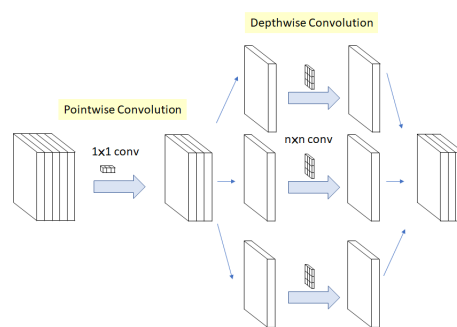 Depthwise Convolution
Pointwise Convolution
1x1 conv
nxn conv